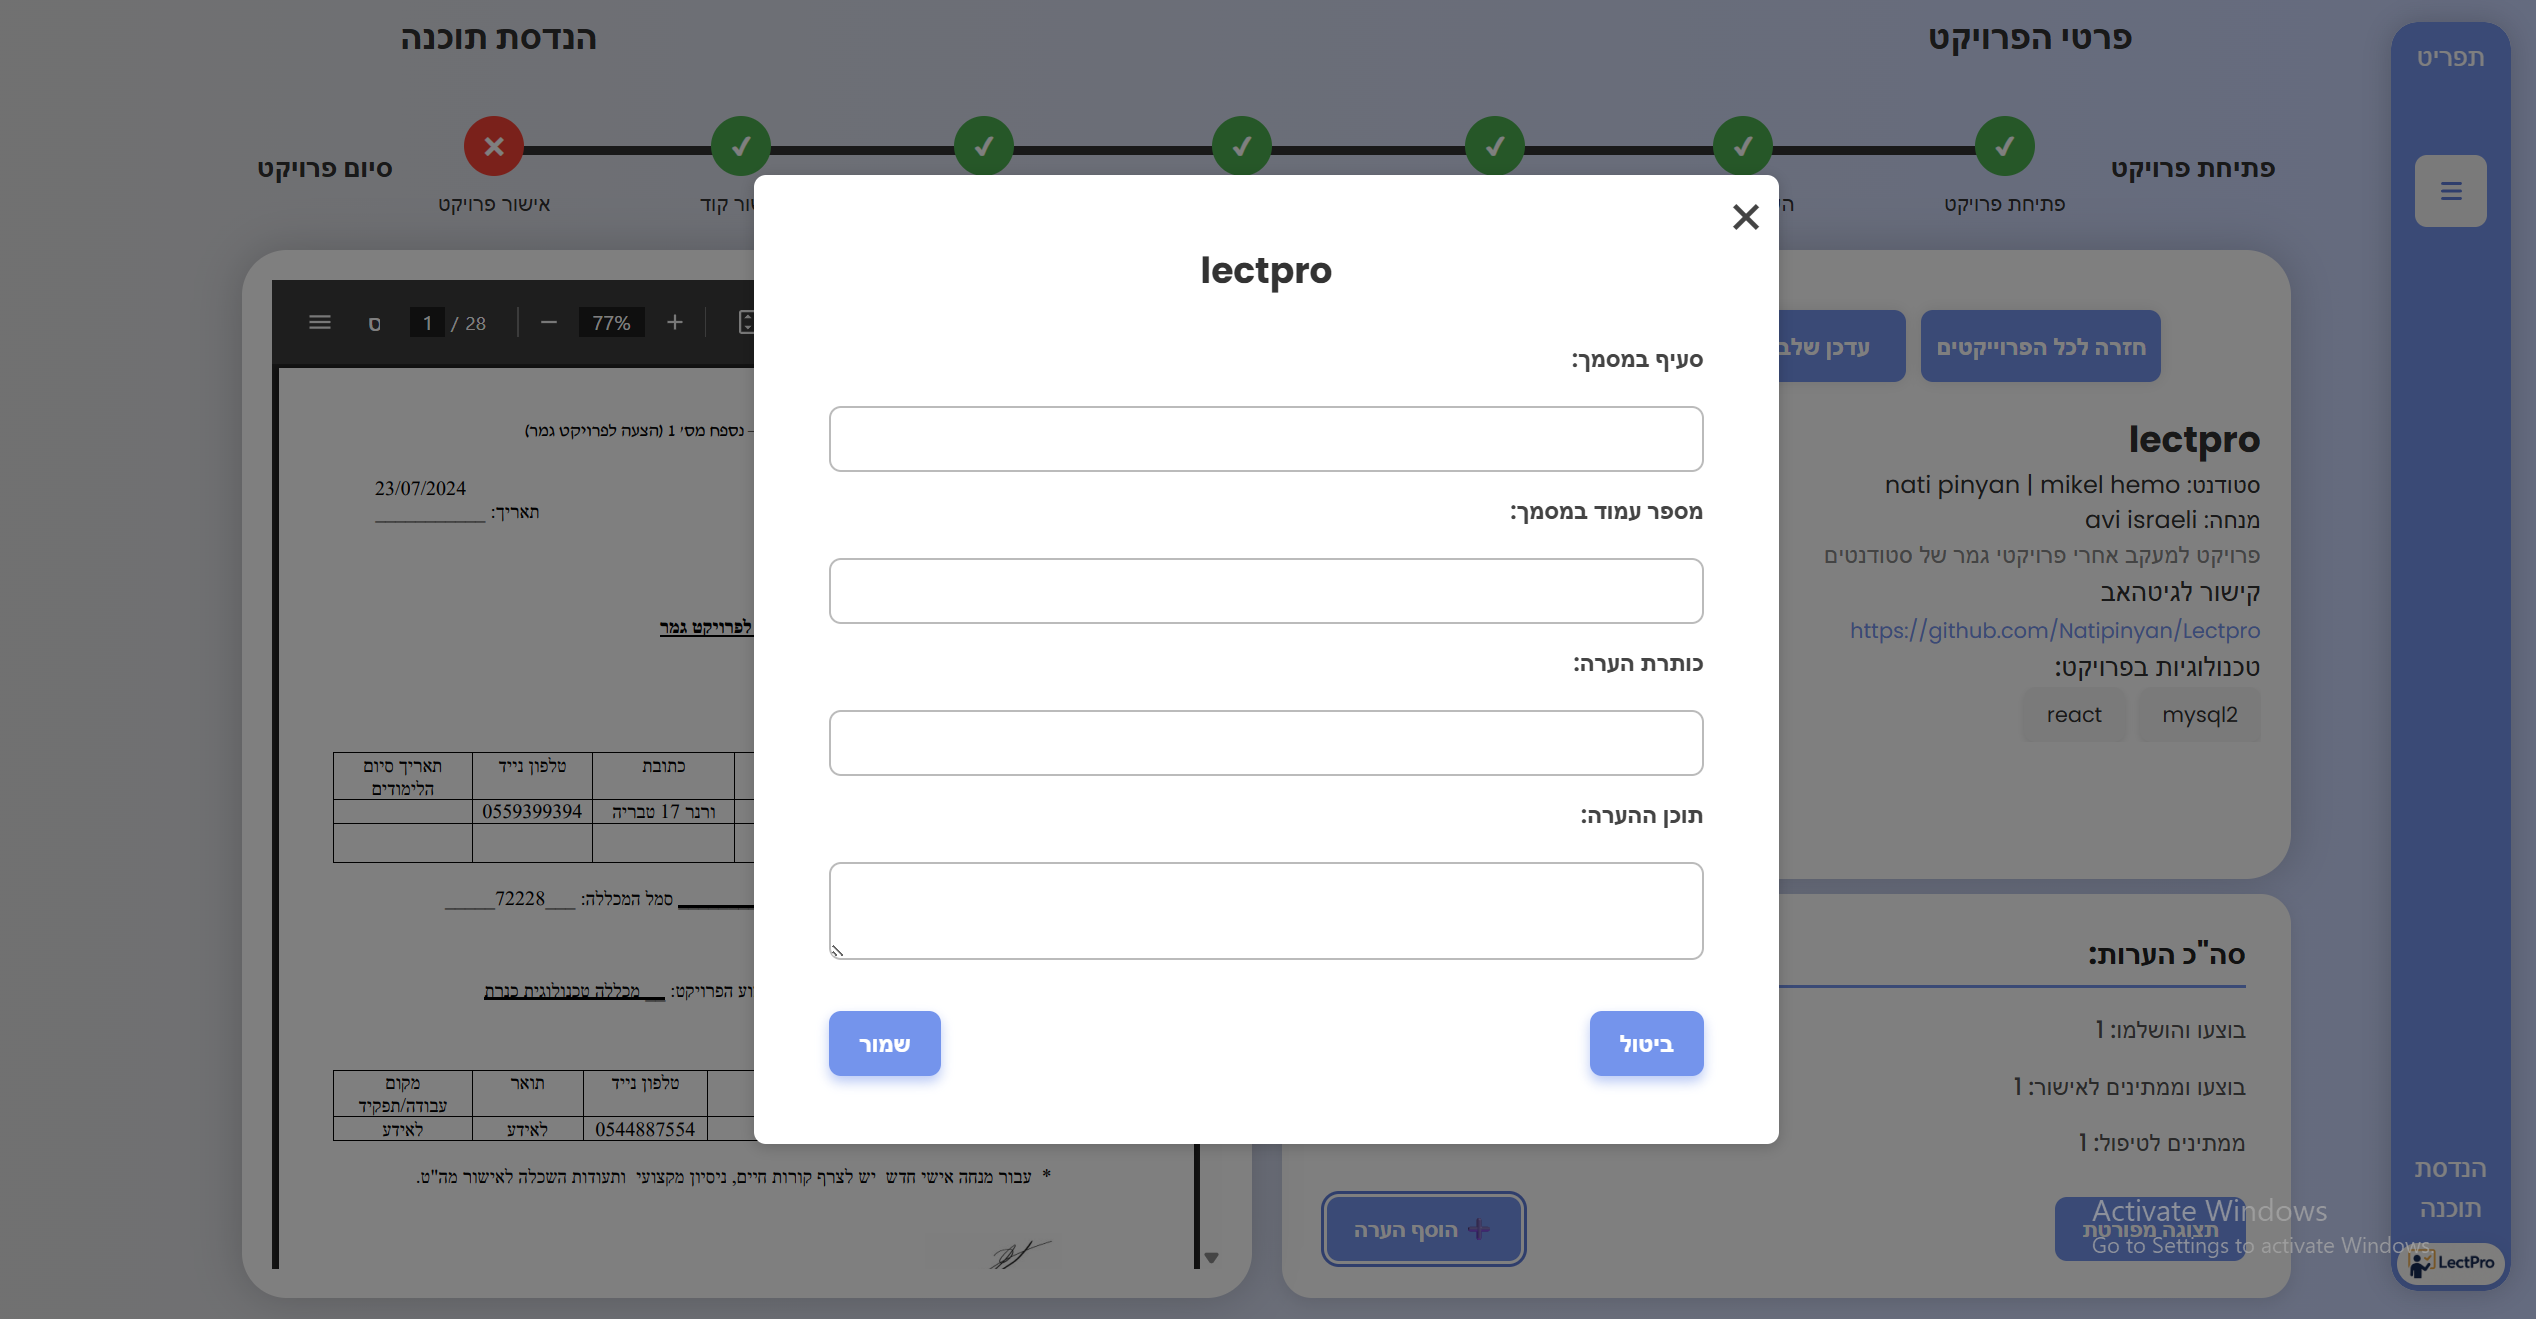 תפריט
פרטי הפרויקט
הנדסת תוכנה
פתיחת פרויקט
פתיחת פרויקט
אישור פרויקט
סיום פרויקט
חזרה לכל הפרוייקטים
עדכן שלב
lectpro
סטודנט: nati pinyan | mikel hemo
מנחה: avi israeli
פרויקט למעקב אחרי פרויקטי גמר של סטודנטים
קישור לגיטהאב
https://github.com/Natipinyan/Lectpro
טכנולוגיות בפרויקט:
mysql2
react
סה"כ הערות:
בוצעו והושלמו: 1
בוצעו וממתינים לאישור: 1
ממתינים לטיפול: 1
תצוגה מפורטת
הוסף הערה
lectpro
סעיף במסמך:
מספר עמוד במסמך:
כותרת הערה:
תוכן ההערה:
ביטול
שמור
1 / 28
77%
- נספח מס' 1 (הצעה לפרויקט גמר)
23/07/2024
תאריך: ___________
לפרויקט גמר
כתובת
טלפון נייד
תאריך סיום
הלימודים
ורנר 17 טבריה
0559399394
סמל המכללה: ___72228_____
הפרויקט: __ מכללה טכנולוגית כנרת
טלפון נייד
תואר
מקום
עבודה/תפקיד
0544887554
לאידע
לאידע
* עבור מנחה אישי חדש יש לצרף קורות חיים, ניסיון מקצועי ותעודות השכלה לאישור מה"ט.
הנדסת
תוכנה
LectPro
Activate Windows
Go to Settings to activate Windows.